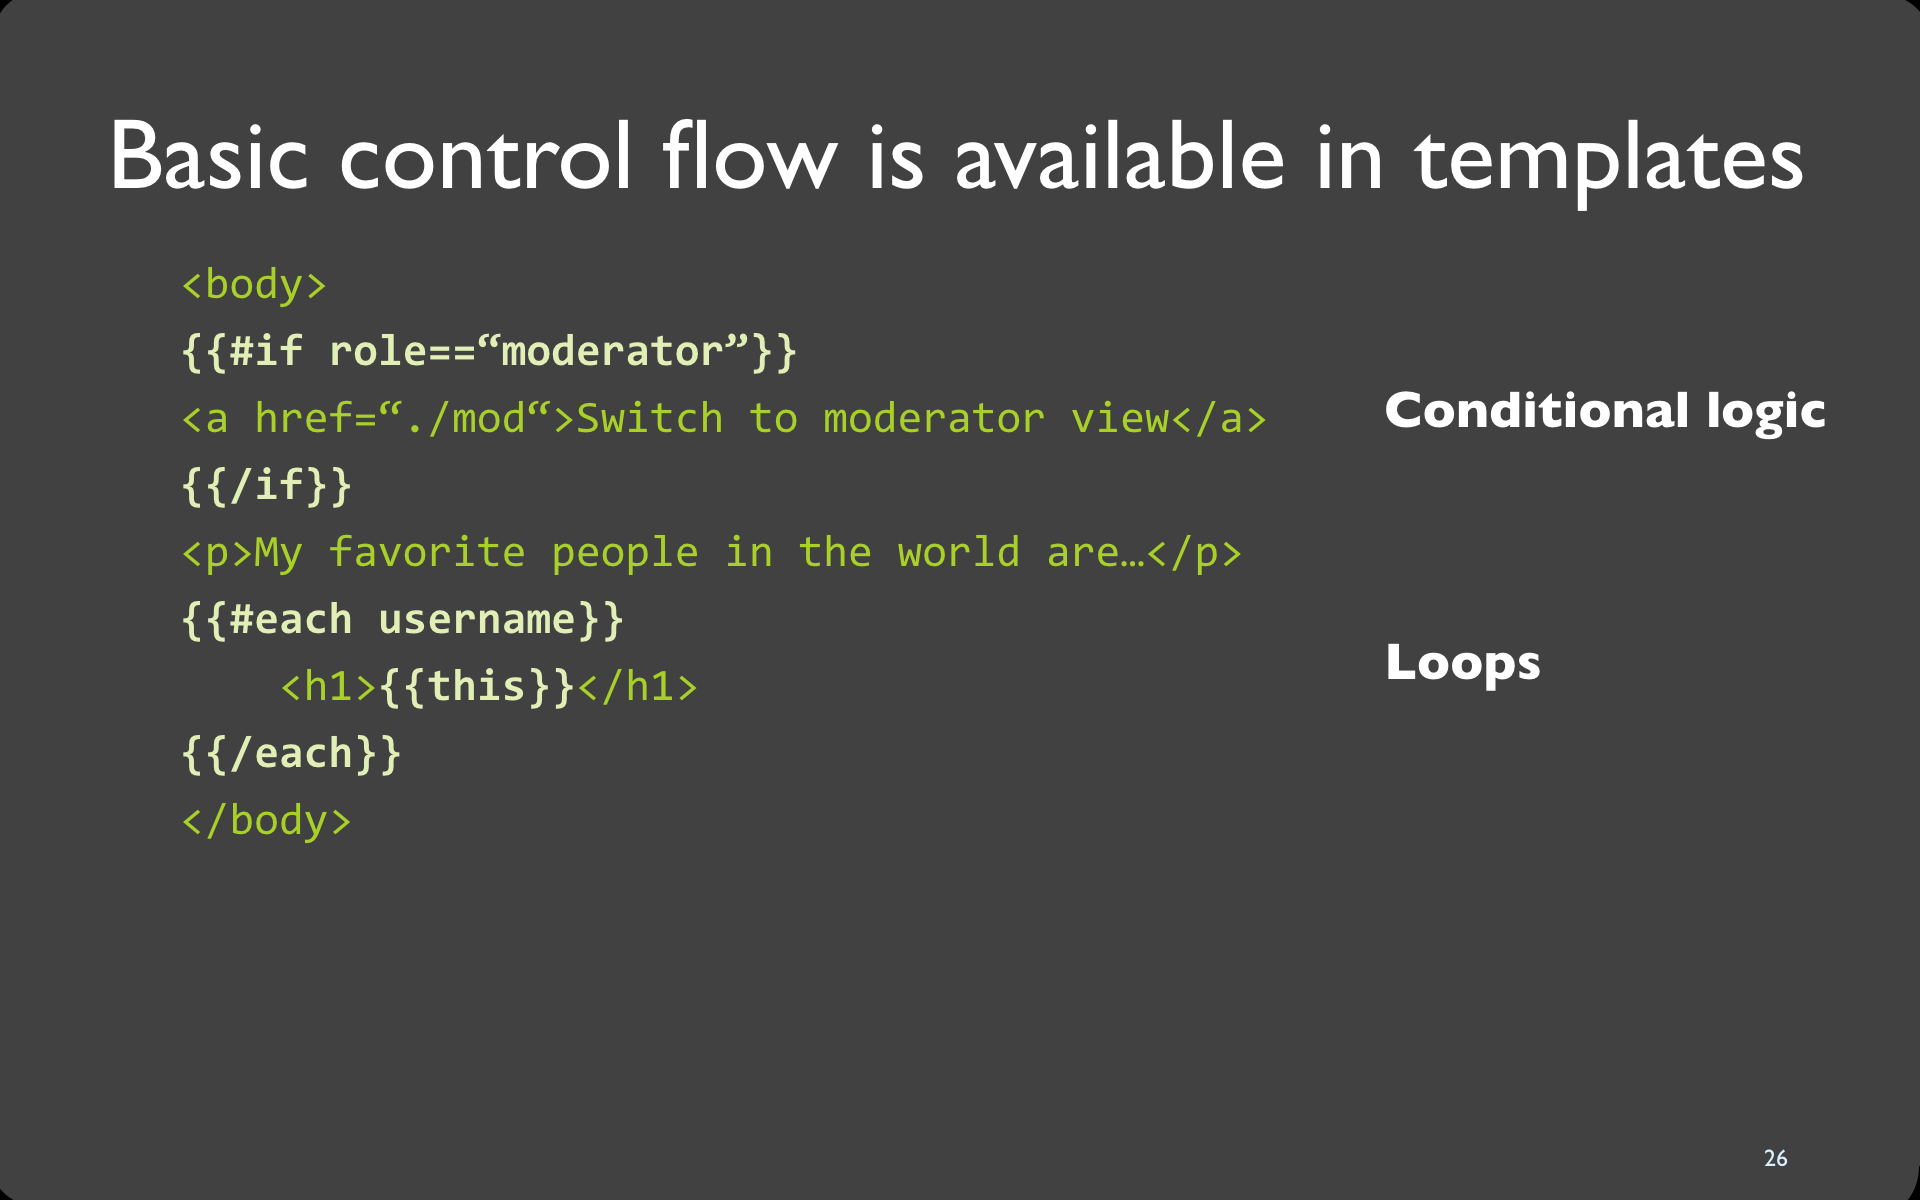 Basic control flow is available in templates
<body>
{{#if role==“moderator”}}
<a href=“./mod“>Switch to moderator view</a>
{{/if}}
<p>My favorite people in the world are…</p>
{{#each username}}
    <h1>{{this}}</h1>
{{/each}}
</body>
Conditional logic
Loops
26